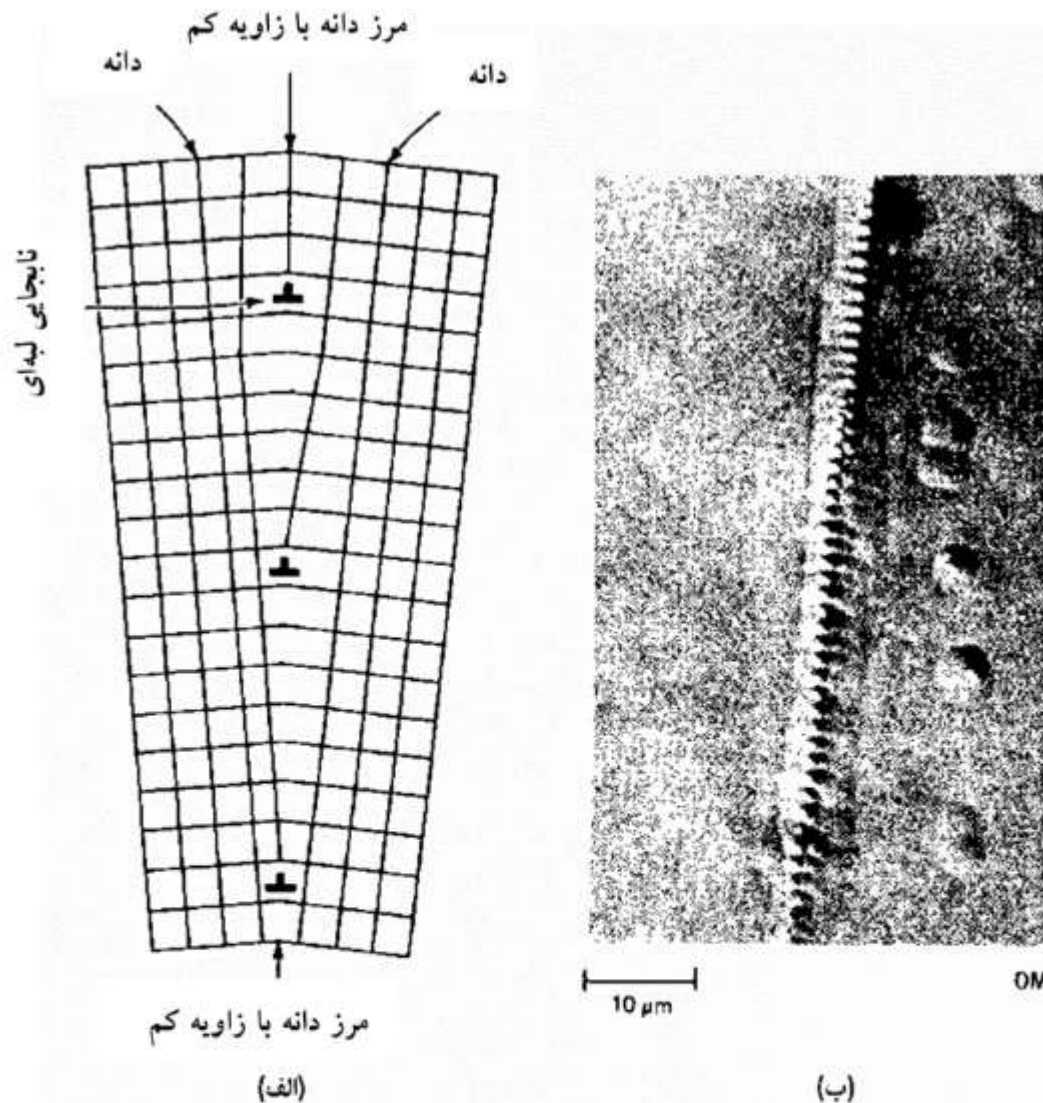 مرز دانه با زاویه کم
دانه
دانه
نابجایی لبه‌ای
مرز دانه با زاویه کم
(الف)
10 μm
OM
(ب)